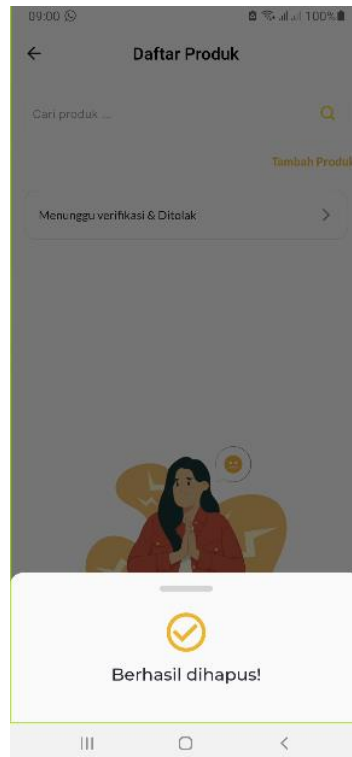 09:00 100%
Daftar Produk
Cari produk ...
Tambah Produk
Menunggu verifikasi & Ditolak
Berhasil dihapus!